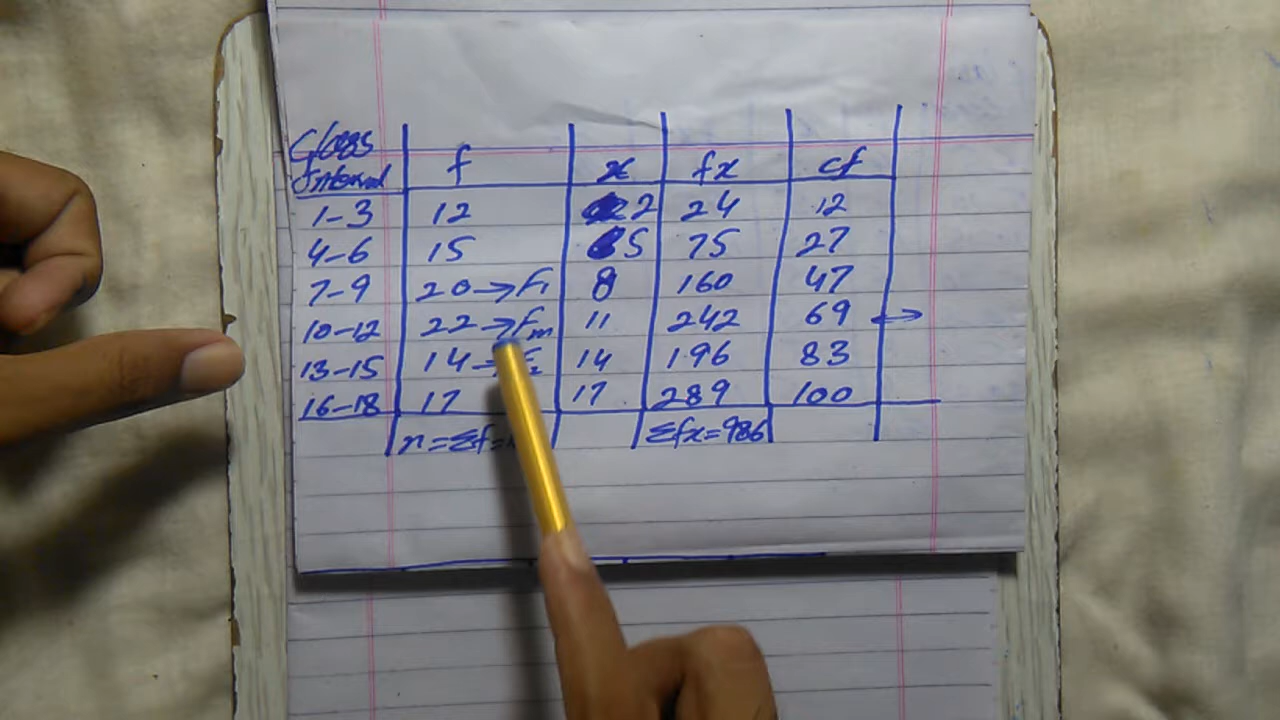 Class Interval f x fx cf
1-3 12 2 24 12
4-6 15 5 75 27
7-9 20→f1 8 160 47
10-12 22→fm 11 242 69 →
13-15 14→f2 14 196 83
16-18 17 17 289 100
n=Σf= Σfx=986